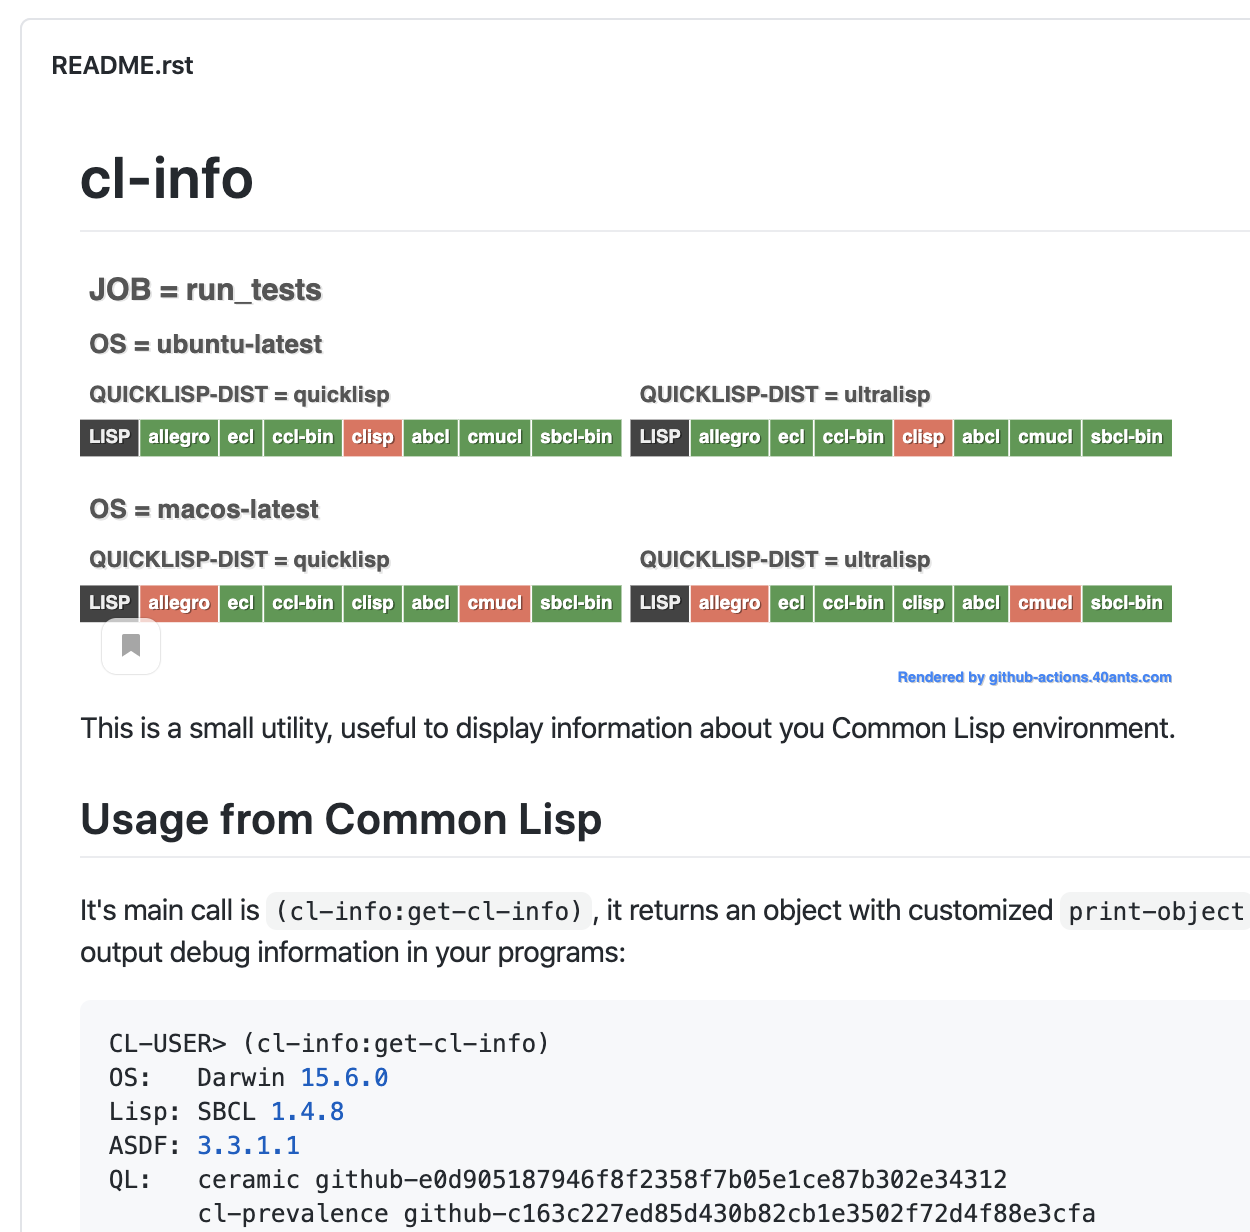 README.rst
cl-info
JOB = run_tests
OS = ubuntu-latest
QUICKLISP-DIST = quicklisp QUICKLISP-DIST = ultralisp
LISP allegro ecl ccl-bin clisp abcl cmucl sbcl-bin LISP allegro ecl ccl-bin clisp abcl cmucl sbcl-bin
OS = macos-latest
QUICKLISP-DIST = quicklisp QUICKLISP-DIST = ultralisp
LISP allegro ecl ccl-bin clisp abcl cmucl sbcl-bin LISP allegro ecl ccl-bin clisp abcl cmucl sbcl-bin
Rendered by github-actions.40ants.com
This is a small utility, useful to display information about you Common Lisp environment.
Usage from Common Lisp
It's main call is (cl-info:get-cl-info), it returns an object with customized print-object
output debug information in your programs:
CL-USER> (cl-info:get-cl-info)
OS:   Darwin 15.6.0
Lisp: SBCL 1.4.8
ASDF: 3.3.1.1
QL:   ceramic github-e0d905187946f8f2358f7b05e1ce87b302e34312
      cl-prevalence github-c163c227ed85d430b82cb1e3502f72d4f88e3cfa